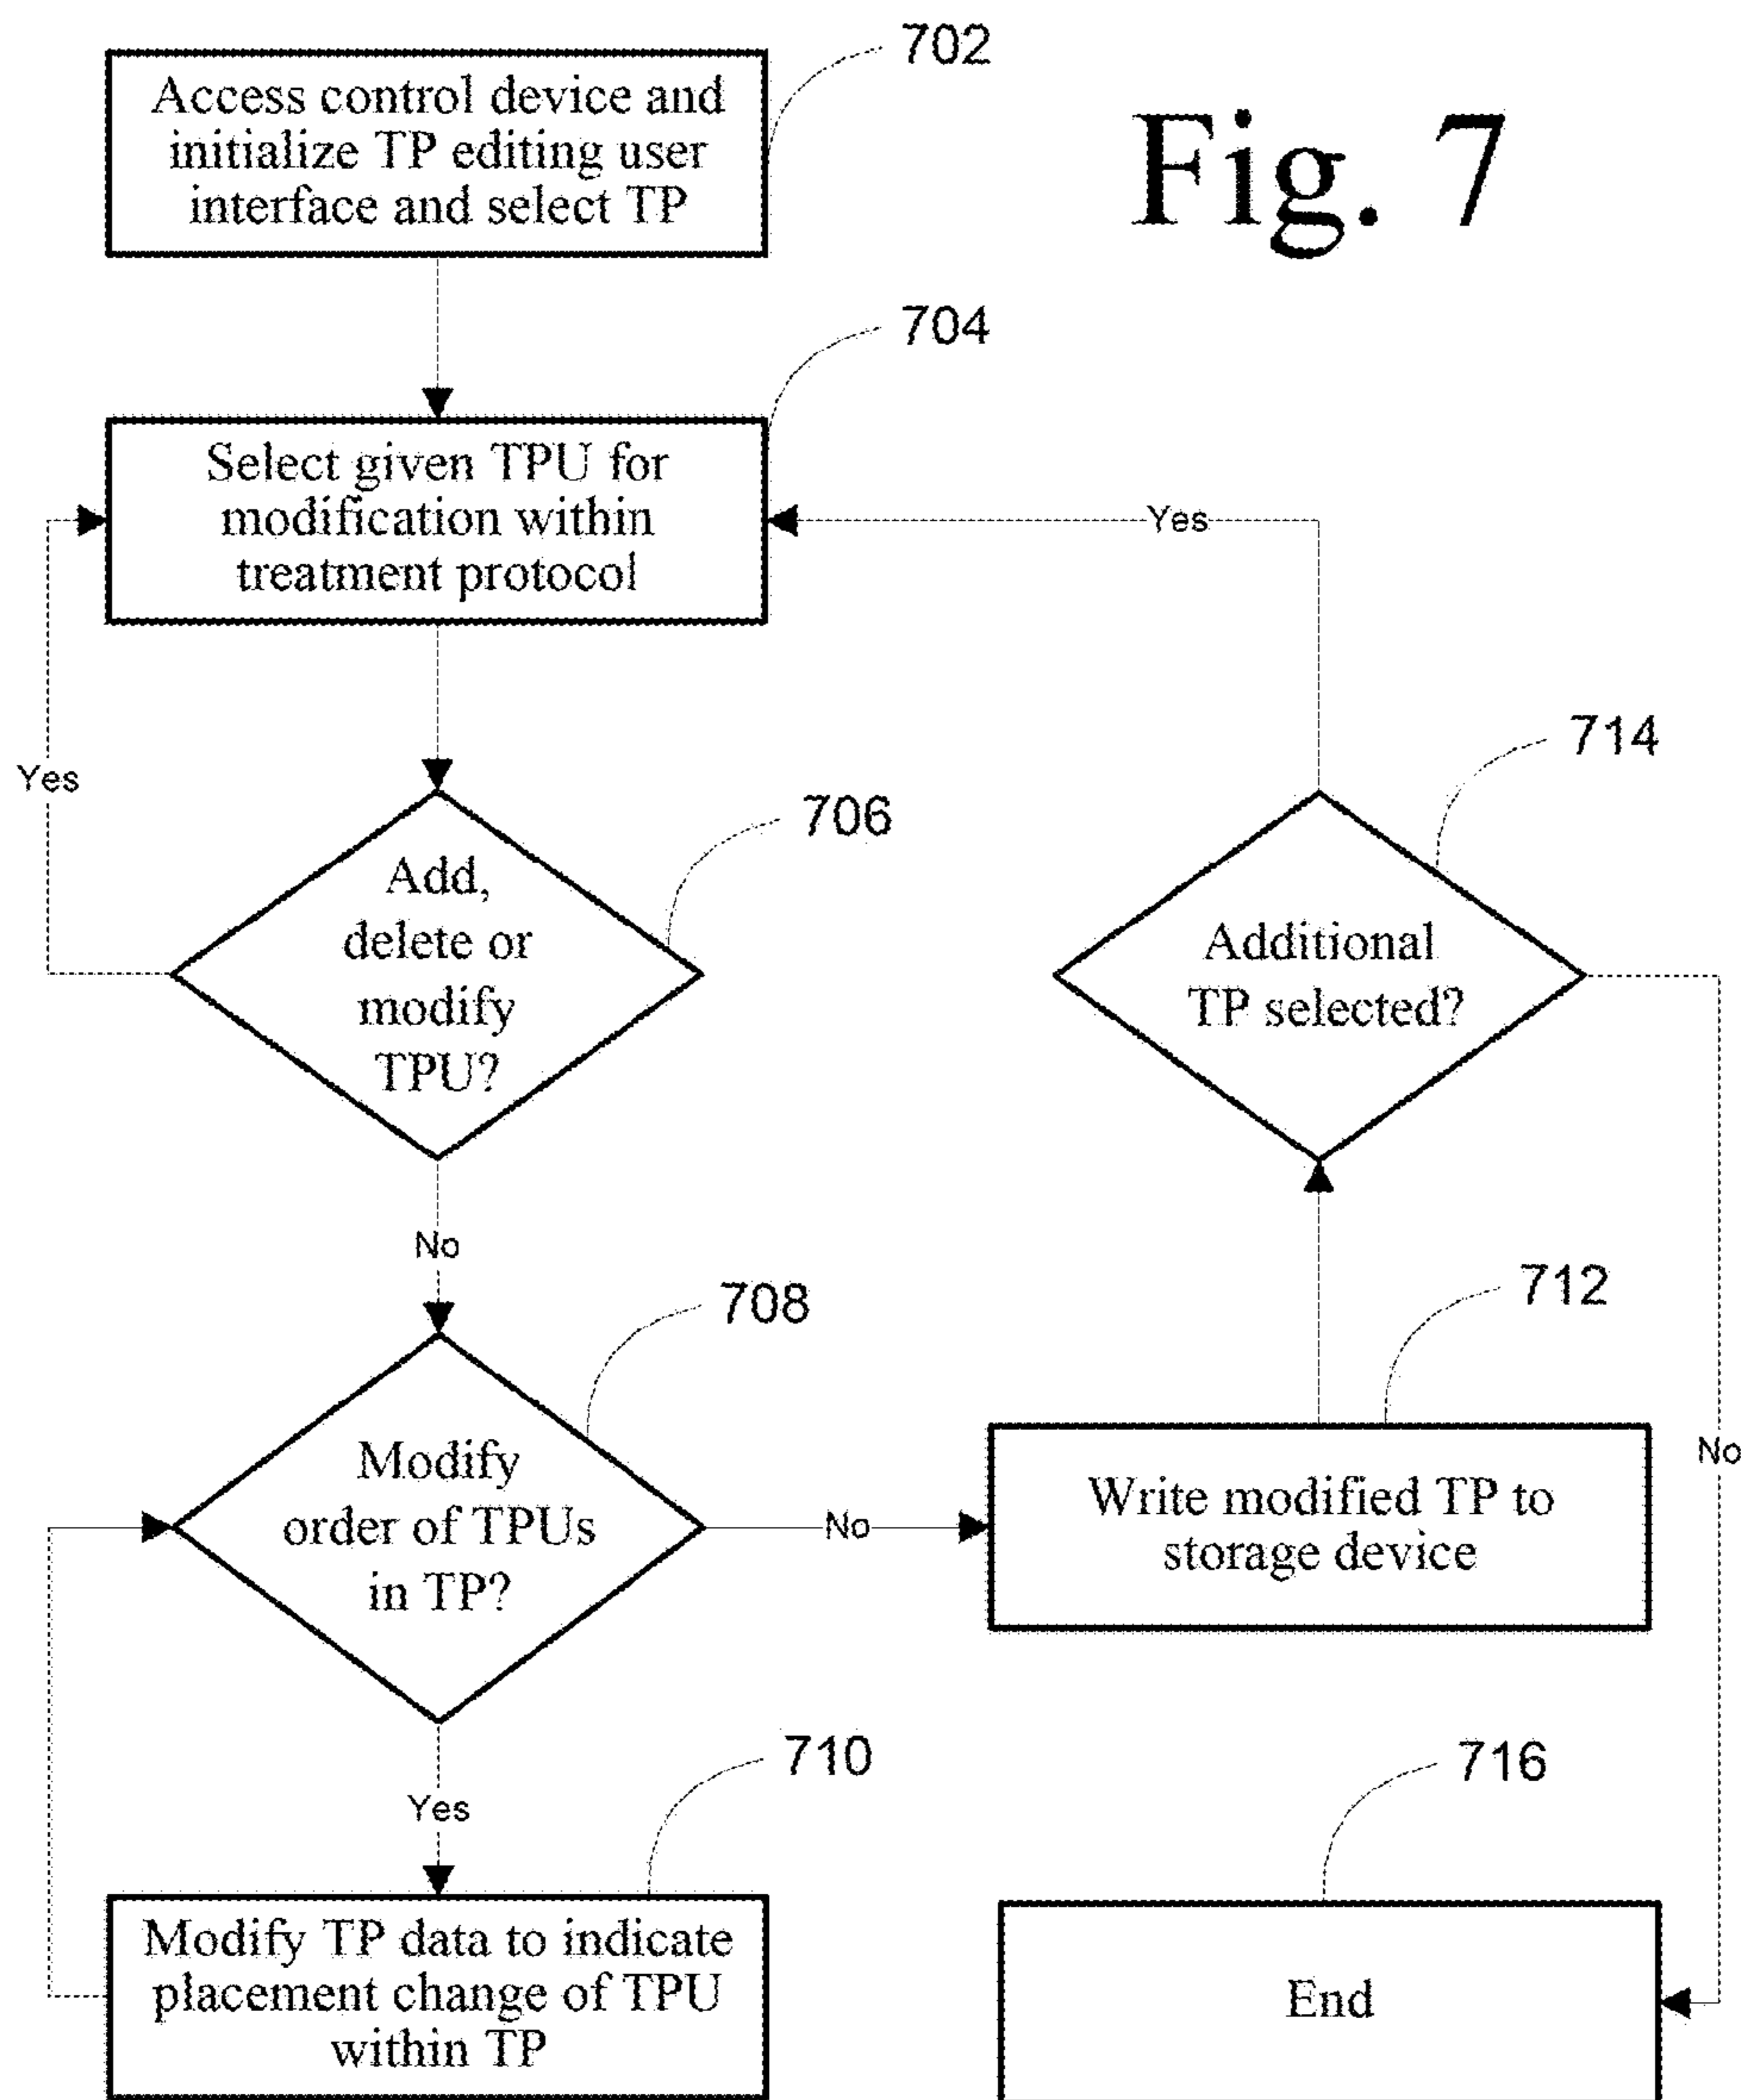 702
Access control device and
initialize TP editing user
interface and select TP
Fig. 7
704
Select given TPU for
modification within
treatment protocol
Yes
Yes
714
706
Add,
delete or
modify
TPU?
Additional
TP selected?
No
712
708
Modify
order of TPUs
in TP?
No
Write modified TP to
storage device
No
710
716
Yes
Modify TP data to indicate
placement change of TPU
within TP
End